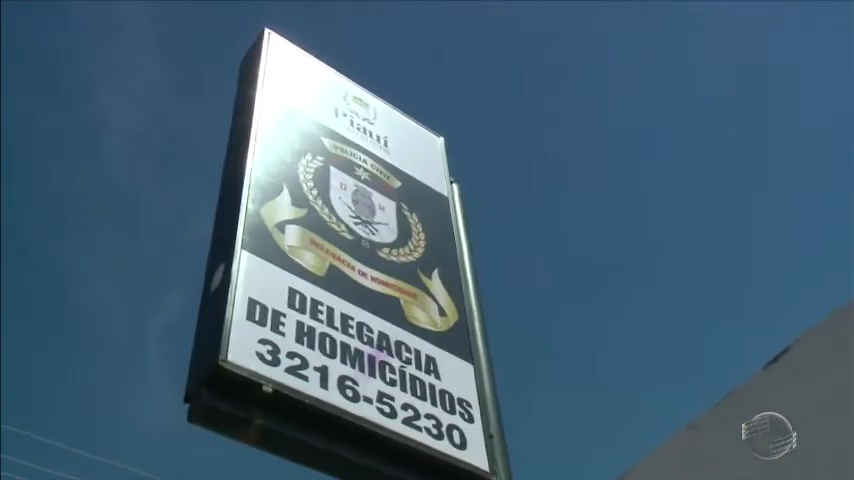 Piauí
POLÍCIA CIVIL
D H
DELEGACIA DE HOMICÍDIOS
DELEGACIA
DE HOMICÍDIOS
3216-5230